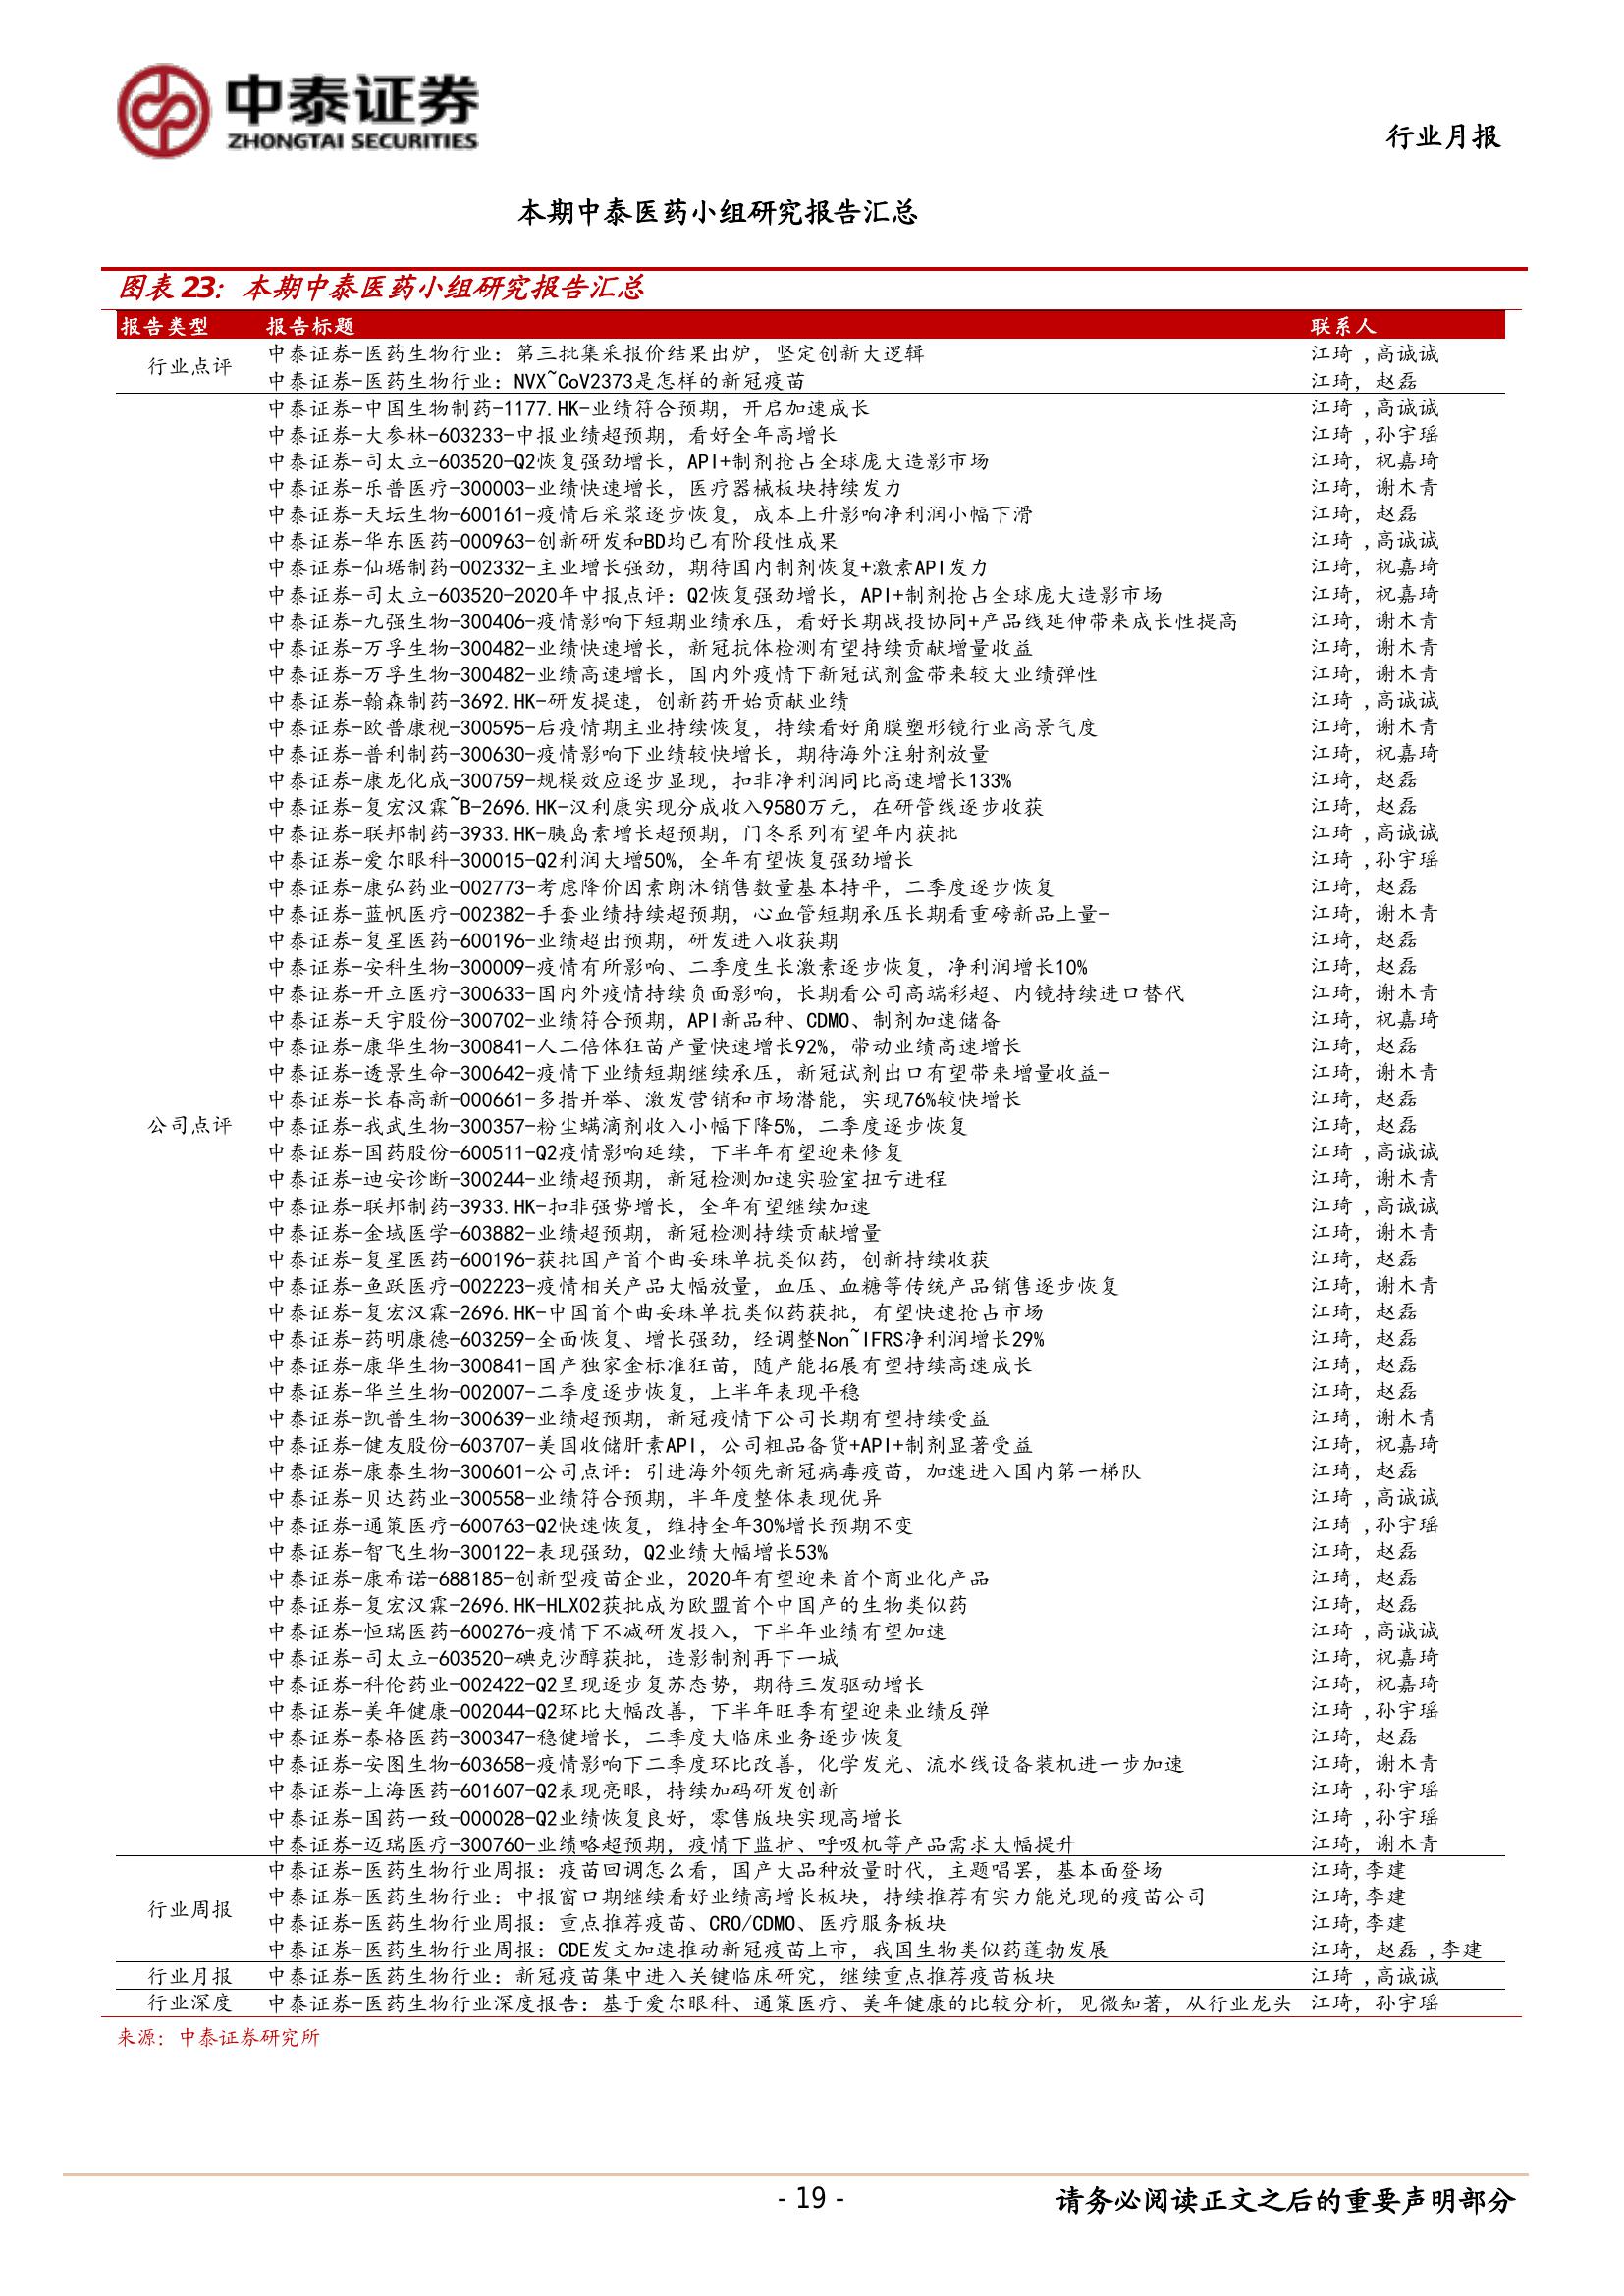 中泰证券
ZHONGTAI SECURITIES
行业月报
本期中泰医药小组研究报告汇总
图表 23：本期中泰医药小组研究报告汇总
报告类型 报告标题 联系人
行业点评
中泰证券-医药生物行业：第三批集采报价结果出炉，坚定创新大逻辑 江琦 ,高诚诚
中泰证券-医药生物行业：NVX~CoV2373是怎样的新冠疫苗 江琦，赵磊
公司点评
中泰证券-中国生物制药-1177.HK-业绩符合预期，开启加速成长 江琦 ,高诚诚
中泰证券-大参林-603233-中报业绩超预期，看好全年高增长 江琦 ,孙宇瑶
中泰证券-司太立-603520-Q2恢复强劲增长，API+制剂抢占全球庞大造影市场 江琦，祝嘉琦
中泰证券-乐普医疗-300003-业绩快速增长，医疗器械板块持续发力 江琦，谢木青
中泰证券-天坛生物-600161-疫情后采浆逐步恢复，成本上升影响净利润小幅下滑 江琦，赵磊
中泰证券-华东医药-000963-创新研发和BD均已有阶段性成果 江琦 ,高诚诚
中泰证券-仙琚制药-002332-主业增长强劲，期待国内制剂恢复+激素API发力 江琦，祝嘉琦
中泰证券-司太立-603520-2020年中报点评：Q2恢复强劲增长，API+制剂抢占全球庞大造影市场 江琦，祝嘉琦
中泰证券-九强生物-300406-疫情影响下短期业绩承压，看好长期战投协同+产品线延伸带来成长性提高 江琦，谢木青
中泰证券-万孚生物-300482-业绩快速增长，新冠抗体检测有望持续贡献增量收益 江琦，谢木青
中泰证券-万孚生物-300482-业绩高速增长，国内外疫情下新冠试剂盒带来较大业绩弹性 江琦，谢木青
中泰证券-翰森制药-3692.HK-研发提速，创新药开始贡献业绩 江琦 ,高诚诚
中泰证券-欧普康视-300595-后疫情期主业持续恢复，持续看好角膜塑形镜行业高景气度 江琦，谢木青
中泰证券-普利制药-300630-疫情影响下业绩较快增长，期待海外注射剂放量 江琦，祝嘉琦
中泰证券-康龙化成-300759-规模效应逐步显现，扣非净利润同比高速增长133% 江琦，赵磊
中泰证券-复宏汉霖~B-2696.HK-汉利康实现分成收入9580万元，在研管线逐步收获 江琦，赵磊
中泰证券-联邦制药-3933.HK-胰岛素增长超预期，门冬系列有望年内获批 江琦 ,高诚诚
中泰证券-爱尔眼科-300015-Q2利润大增50%，全年有望恢复强劲增长 江琦 ,孙宇瑶
中泰证券-康弘药业-002773-考虑降价因素朗沐销售数量基本持平，二季度逐步恢复 江琦，赵磊
中泰证券-蓝帆医疗-002382-手套业绩持续超预期，心血管短期承压长期看重磅新品上量- 江琦，谢木青
中泰证券-复星医药-600196-业绩超出预期，研发进入收获期 江琦，赵磊
中泰证券-安科生物-300009-疫情有所影响、二季度生长激素逐步恢复，净利润增长10% 江琦，赵磊
中泰证券-开立医疗-300633-国内外疫情持续负面影响，长期看公司高端彩超、内镜持续进口替代 江琦，谢木青
中泰证券-天宇股份-300702-业绩符合预期，API新品种、CDMO、制剂加速储备 江琦，祝嘉琦
中泰证券-康华生物-300841-人二倍体狂苗产量快速增长92%，带动业绩高速增长 江琦，赵磊
中泰证券-透景生命-300642-疫情下业绩短期继续承压，新冠试剂出口有望带来增量收益- 江琦，谢木青
中泰证券-长春高新-000661-多措并举、激发营销和市场潜能，实现76%较快增长 江琦，赵磊
中泰证券-我武生物-300357-粉尘螨滴剂收入小幅下降5%，二季度逐步恢复 江琦，赵磊
中泰证券-国药股份-600511-Q2疫情影响延续，下半年有望迎来修复 江琦 ,高诚诚
中泰证券-迪安诊断-300244-业绩超预期，新冠检测加速实验室扭亏进程 江琦，谢木青
中泰证券-联邦制药-3933.HK-扣非强势增长，全年有望继续加速 江琦 ,高诚诚
中泰证券-金域医学-603882-业绩超预期，新冠检测持续贡献增量 江琦，谢木青
中泰证券-复星医药-600196-获批国产首个曲妥珠单抗类似药，创新持续收获 江琦，赵磊
中泰证券-鱼跃医疗-002223-疫情相关产品大幅放量，血压、血糖等传统产品销售逐步恢复 江琦，谢木青
中泰证券-复宏汉霖-2696.HK-中国首个曲妥珠单抗类似药获批，有望快速抢占市场 江琦，赵磊
中泰证券-药明康德-603259-全面恢复、增长强劲，经调整Non~IFRS净利润增长29% 江琦，赵磊
中泰证券-康华生物-300841-国产独家金标准狂苗，随产能拓展有望持续高速成长 江琦，赵磊
中泰证券-华兰生物-002007-二季度逐步恢复，上半年表现平稳 江琦，赵磊
中泰证券-凯普生物-300639-业绩超预期，新冠疫情下公司长期有望持续受益 江琦，谢木青
中泰证券-健友股份-603707-美国收储肝素API，公司粗品备货+API+制剂显著受益 江琦，祝嘉琦
中泰证券-康泰生物-300601-公司点评：引进海外领先新冠病毒疫苗，加速进入国内第一梯队 江琦，赵磊
中泰证券-贝达药业-300558-业绩符合预期，半年度整体表现优异 江琦 ,高诚诚
中泰证券-通策医疗-600763-Q2快速恢复，维持全年30%增长预期不变 江琦 ,孙宇瑶
中泰证券-智飞生物-300122-表现强劲，Q2业绩大幅增长53% 江琦，赵磊
中泰证券-康希诺-688185-创新型疫苗企业，2020年有望迎来首个商业化产品 江琦，赵磊
中泰证券-复宏汉霖-2696.HK-HLX02获批成为欧盟首个中国产的生物类似药 江琦，赵磊
中泰证券-恒瑞医药-600276-疫情下不减研发投入，下半年业绩有望加速 江琦 ,高诚诚
中泰证券-司太立-603520-碘克沙醇获批，造影制剂再下一城 江琦，祝嘉琦
中泰证券-科伦药业-002422-Q2呈现逐步复苏态势，期待三发驱动增长 江琦，祝嘉琦
中泰证券-美年健康-002044-Q2环比大幅改善，下半年旺季有望迎来业绩反弹 江琦 ,孙宇瑶
中泰证券-泰格医药-300347-稳健增长，二季度大临床业务逐步恢复 江琦，赵磊
中泰证券-安图生物-603658-疫情影响下二季度环比改善，化学发光、流水线设备装机进一步加速 江琦，谢木青
中泰证券-上海医药-601607-Q2表现亮眼，持续加码研发创新 江琦 ,孙宇瑶
中泰证券-国药一致-000028-Q2业绩恢复良好，零售版块实现高增长 江琦 ,孙宇瑶
中泰证券-迈瑞医疗-300760-业绩略超预期，疫情下监护、呼吸机等产品需求大幅提升 江琦，谢木青
行业周报
中泰证券-医药生物行业周报：疫苗回调怎么看，国产大品种放量时代，主题唱罢，基本面登场 江琦,李建
中泰证券-医药生物行业：中报窗口期继续看好业绩高增长板块，持续推荐有实力能兑现的疫苗公司 江琦,李建
中泰证券-医药生物行业周报：重点推荐疫苗、CRO/CDMO、医疗服务板块 江琦,李建
中泰证券-医药生物行业周报：CDE发文加速推动新冠疫苗上市，我国生物类似药蓬勃发展 江琦，赵磊 ,李建
行业月报 中泰证券-医药生物行业：新冠疫苗集中进入关键临床研究，继续重点推荐疫苗板块 江琦 ,高诚诚
行业深度 中泰证券-医药生物行业深度报告：基于爱尔眼科、通策医疗、美年健康的比较分析，见微知著，从行业龙头 江琦，孙宇瑶
来源：中泰证券研究所
- 19 -
请务必阅读正文之后的重要声明部分